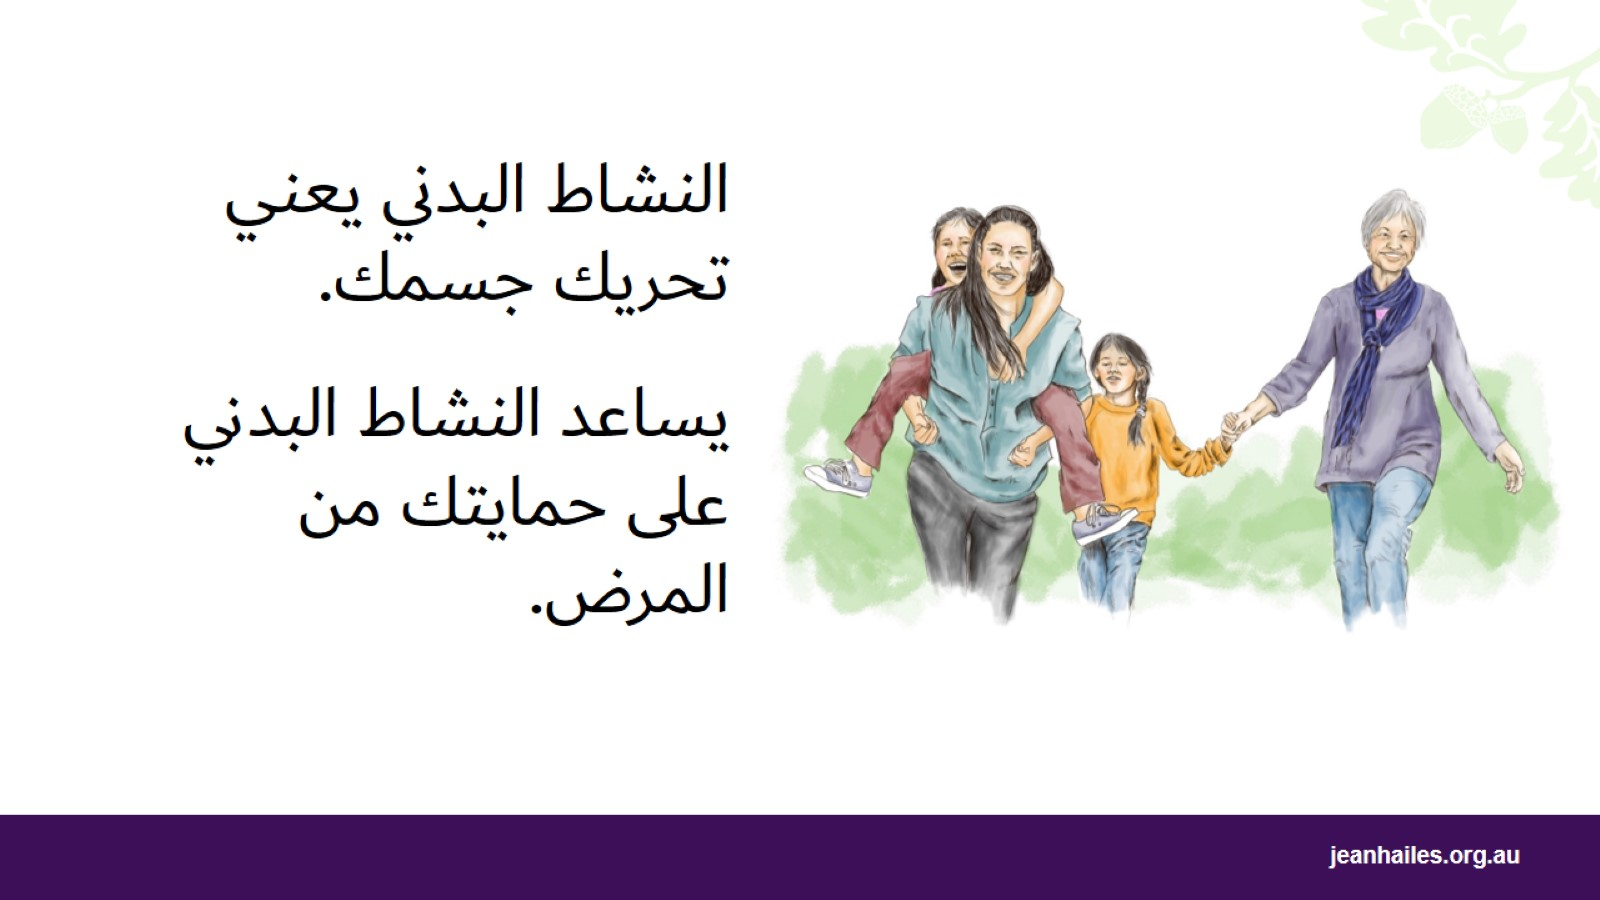 النشاط البدني يعني
تحريك جسمك.
يساعد النشاط البدني
على حمايتك من
المرض.
jeanhailes.org.au